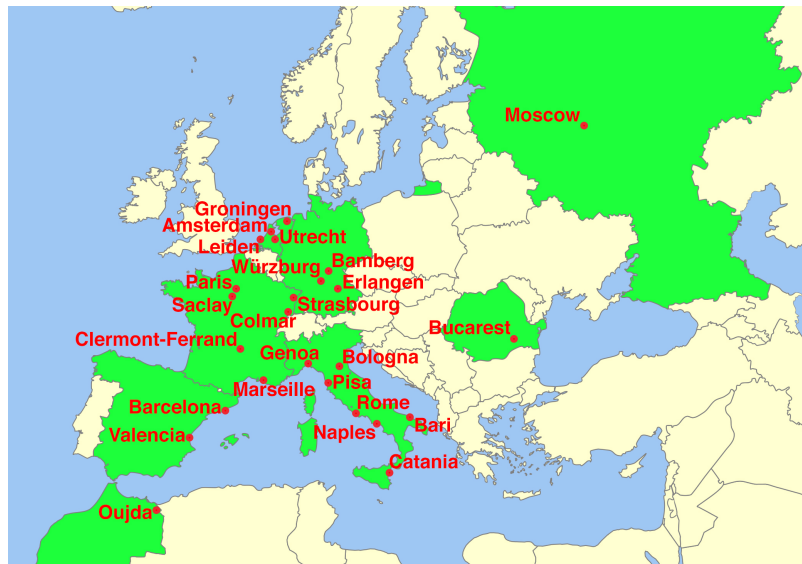 Moscow
Groningen
Amsterdam
Leiden
Utrecht
Würzburg
Bamberg
Paris
Erlangen
Saclay
Strasbourg
Colmar
Bucarest
Clermont-Ferrand
Genoa
Bologna
Marseille
Pisa
Barcelona
Rome
Valencia
Naples
Bari
Catania
Oujda